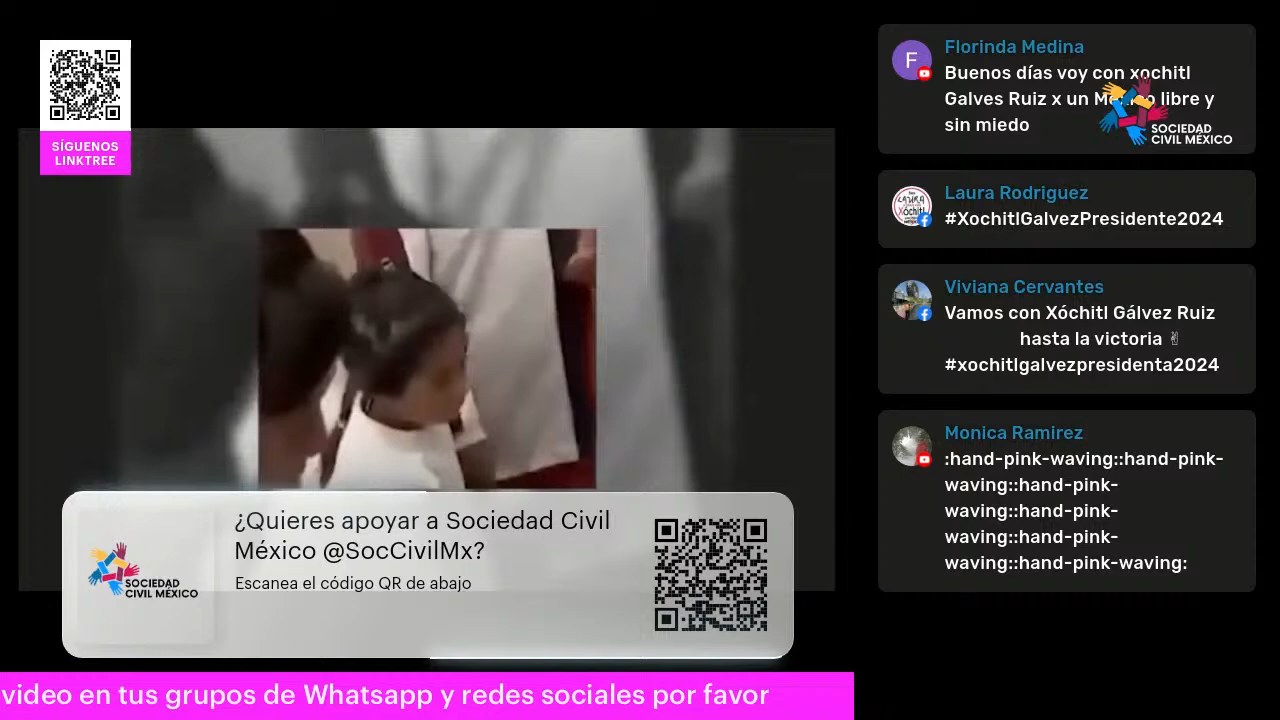 SÍGUENOS
LINKTREE
¿Quieres apoyar a Sociedad Civil
México @SocCivilMx?
Escanea el código QR de abajo
SOCIEDAD
CIVIL MÉXICO
video en tus grupos de Whatsapp y redes sociales por favor
F
Florinda Medina
Buenos días voy con xochitl
Galves Ruiz x un México libre y
sin miedo
SOCIEDAD
CIVIL MÉXICO
Laura Rodriguez
#XochitlGalvezPresidente2024
Viviana Cervantes
Vamos con Xóchitl Gálvez Ruiz
hasta la victoria ✌
#xochitlgalvezpresidenta2024
Monica Ramirez
:hand-pink-waving::hand-pink-
waving::hand-pink-
waving::hand-pink-
waving::hand-pink-waving: